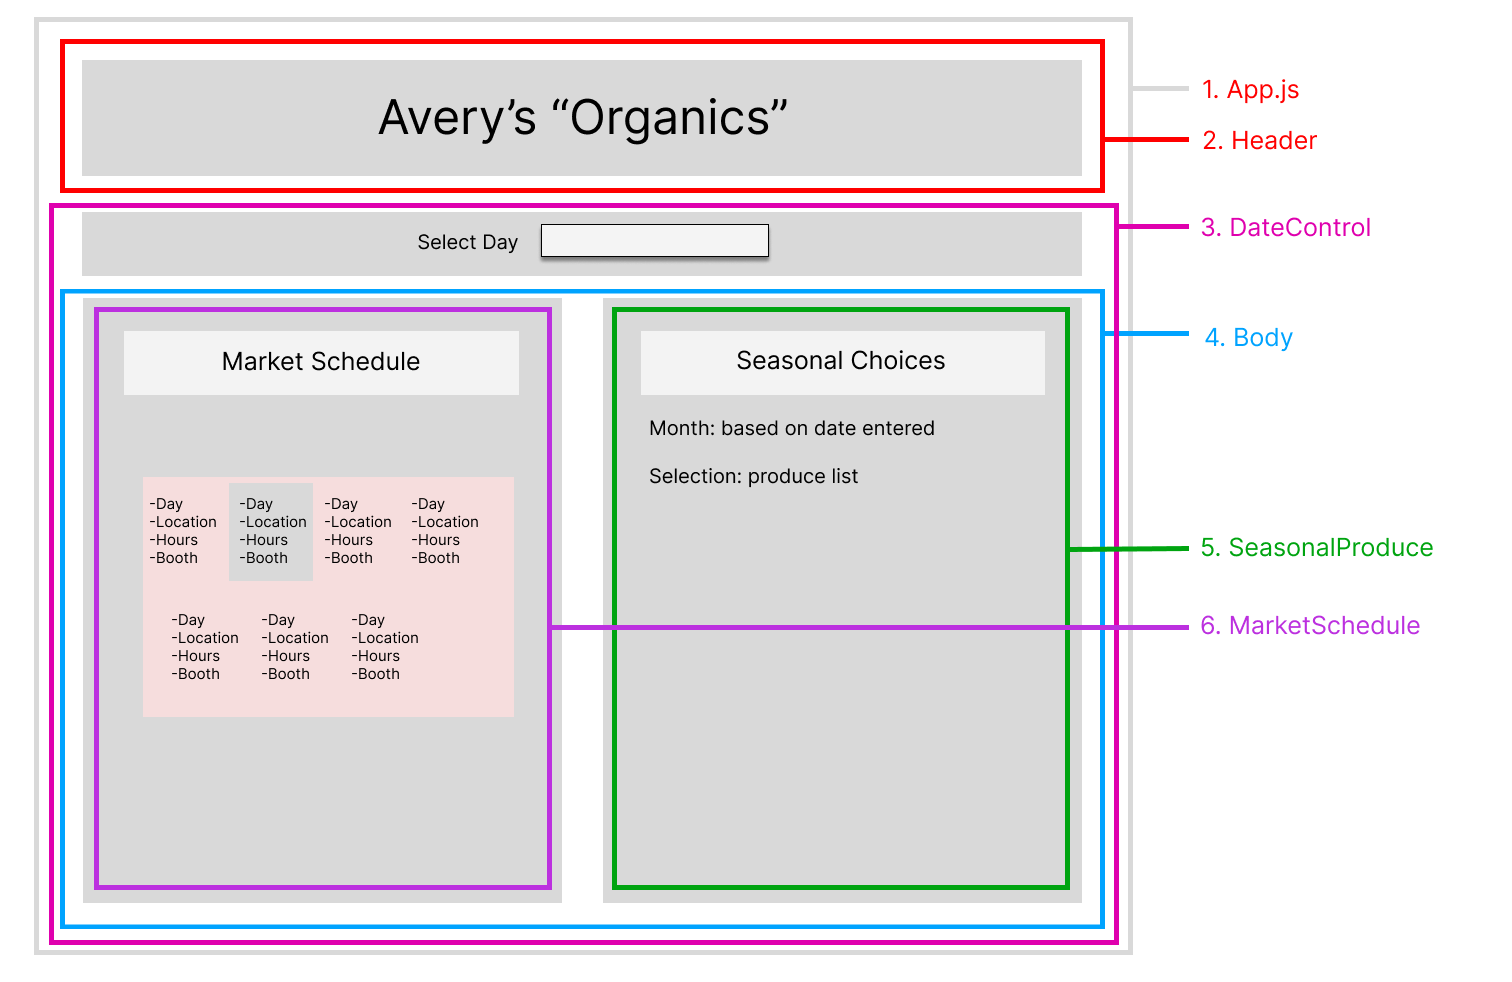 Avery’s “Organics”
1. App.js
2. Header
3. DateControl
Select Day
4. Body
Market Schedule
Seasonal Choices
Month: based on date entered
Selection: produce list
-Day
-Location
-Hours
-Booth
-Day
-Location
-Hours
-Booth
-Day
-Location
-Hours
-Booth
-Day
-Location
-Hours
-Booth
-Day
-Location
-Hours
-Booth
-Day
-Location
-Hours
-Booth
-Day
-Location
-Hours
-Booth
5. SeasonalProduce
6. MarketSchedule